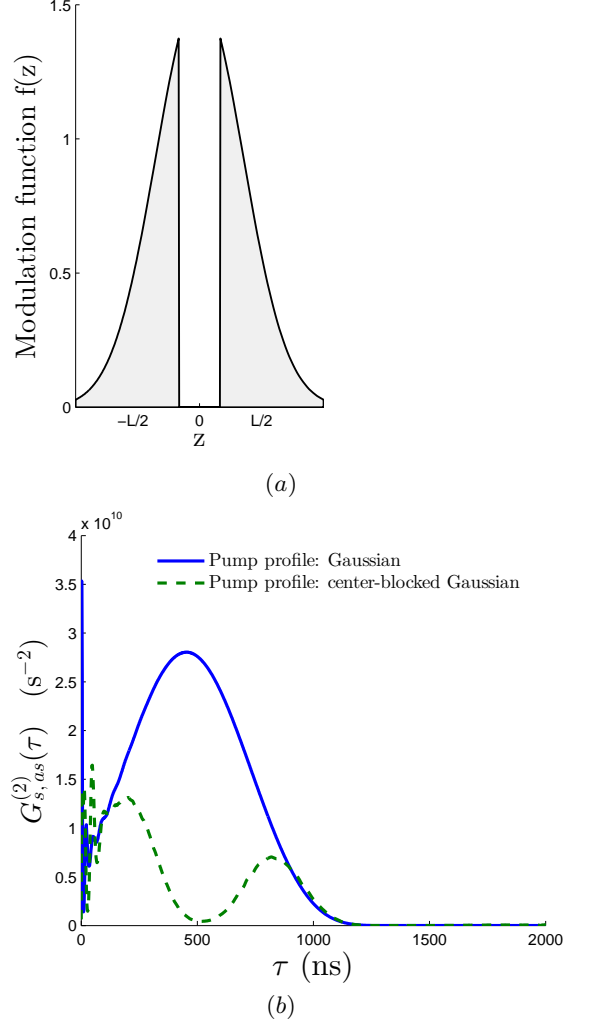 1.5
1
0.5
0
Modulation function f(z)
−L/2 0 L/2
z
(a)
x 10^10
4
3.5
3
2.5
2
1.5
1
0.5
0
Pump profile: Gaussian
Pump profile: center-blocked Gaussian
G_{s,as}^{(2)}(τ) (s^{−2})
0 500 1000 1500 2000
τ (ns)
(b)